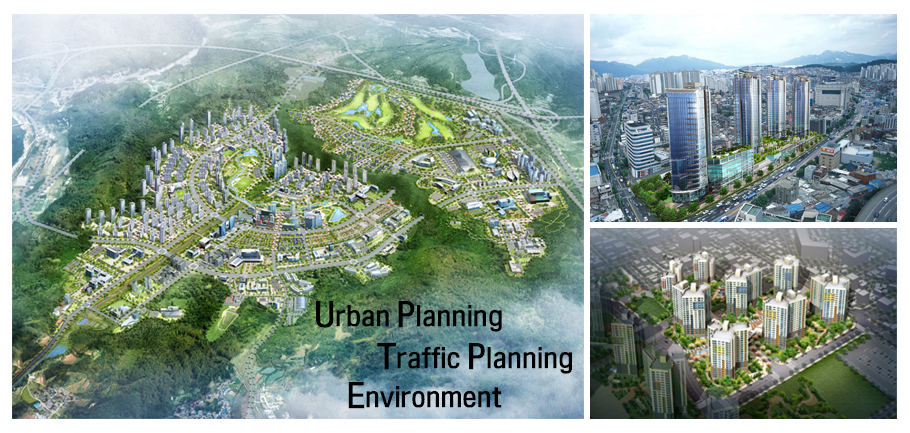 Urban Planning
Traffic Planning
Environment